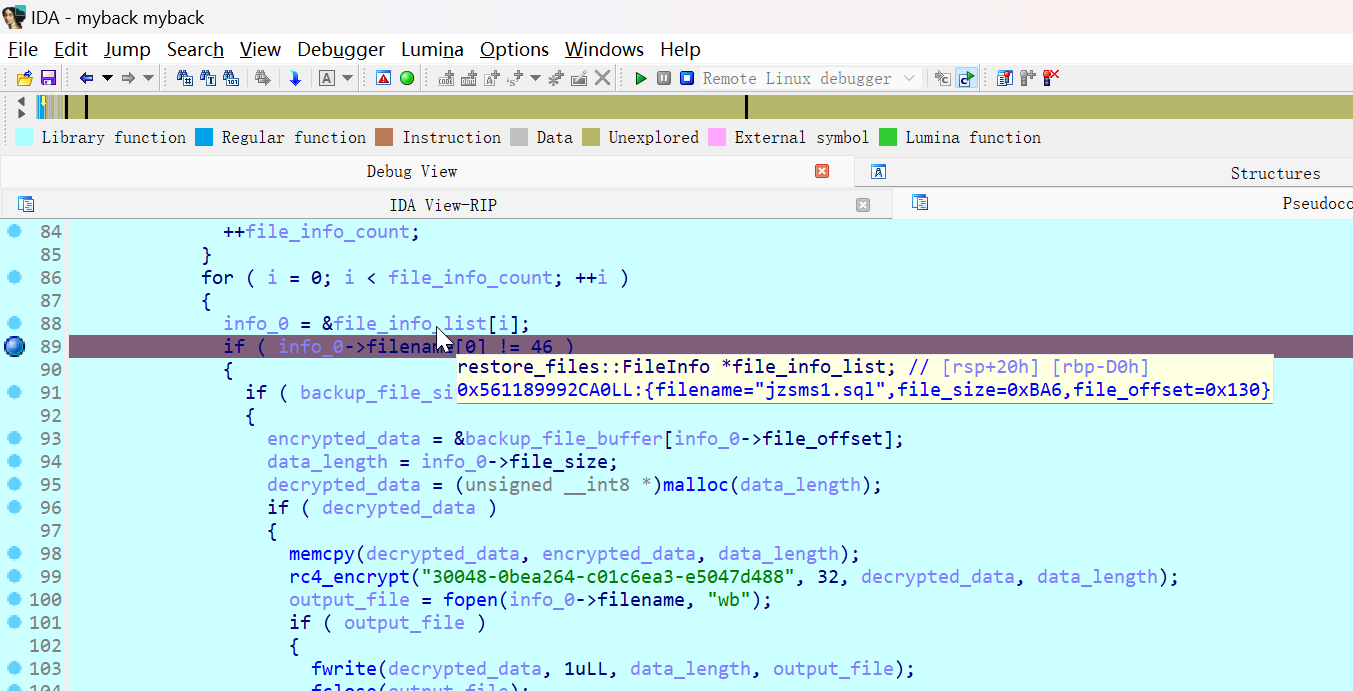 IDA - myback myback
File Edit Jump Search View Debugger Lumina Options Windows Help
Remote Linux debugger
Library function Regular function Instruction Data Unexplored External symbol Lumina function
Debug View Structures
IDA View-RIP Pseudoco
84 ++file_info_count;
85 }
86 for ( i = 0; i < file_info_count; ++i )
87 {
88 info_0 = &file_info_list[i];
89 if ( info_0->filename[0] != 46 )
restore_files::FileInfo *file_info_list; // [rsp+20h] [rbp-D0h]
0x561189992CA0LL:{filename="jzsms1.sql",file_size=0xBA6,file_offset=0x130}
90 {
91 if ( backup_file_si
92 {
93 encrypted_data = &backup_file_buffer[info_0->file_offset];
94 data_length = info_0->file_size;
95 decrypted_data = (unsigned __int8 *)malloc(data_length);
96 if ( decrypted_data )
97 {
98 memcpy(decrypted_data, encrypted_data, data_length);
99 rc4_encrypt("30048-0bea264-c01c6ea3-e5047d488", 32, decrypted_data, data_length);
100 output_file = fopen(info_0->filename, "wb");
101 if ( output_file )
102 {
103 fwrite(decrypted_data, 1uLL, data_length, output_file);
104 fclose(output_file);